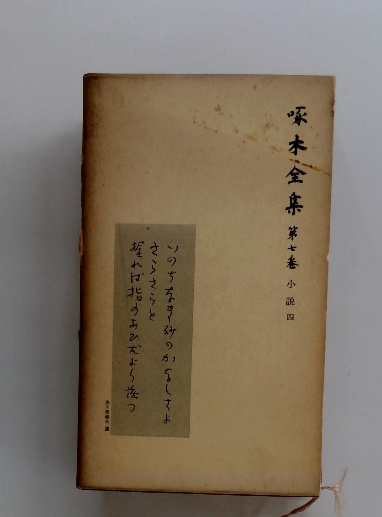 啄木全集 第七巻 小説 四
いのちなき砂のかなしさよ
さらさらと
握れば指のあひだより落つ